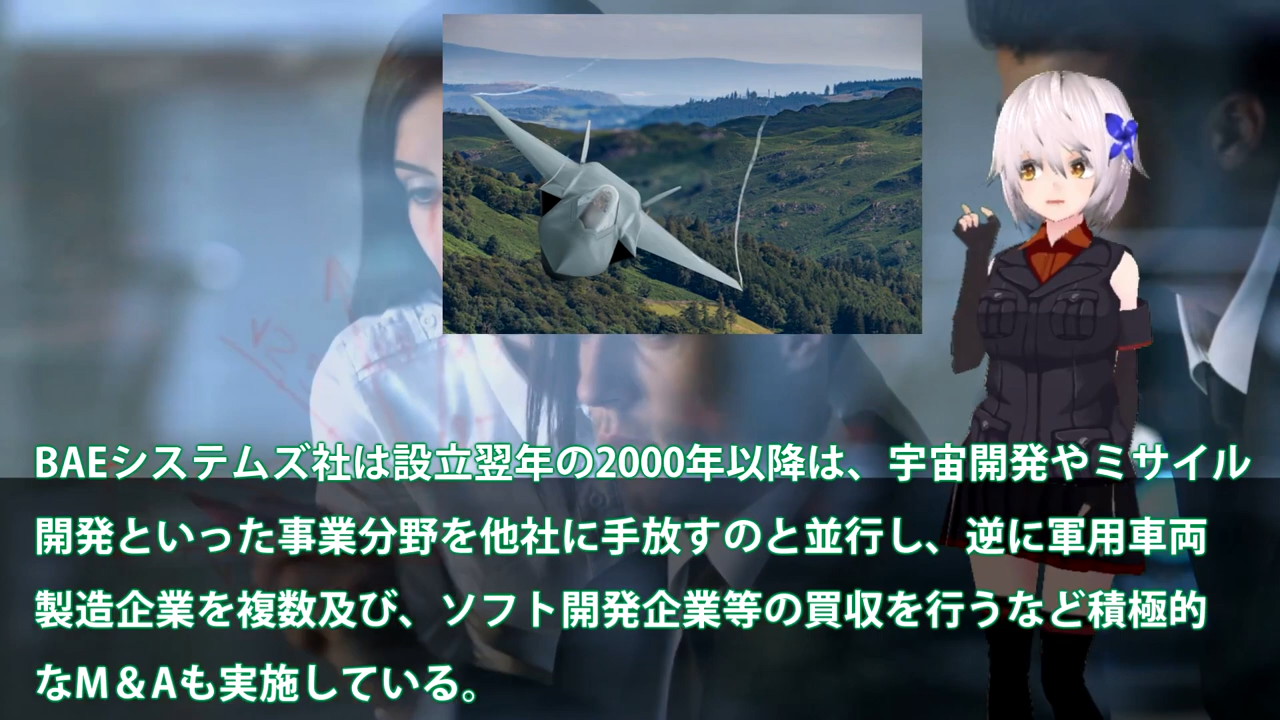 BAEシステムズ社は設立翌年の2000年以降は、宇宙開発やミサイル
開発といった事業分野を他社に手放すのと並行し、逆に軍用車両
製造企業を複数及び、ソフト開発企業等の買収を行うなど積極的
なM＆Aも実施している。